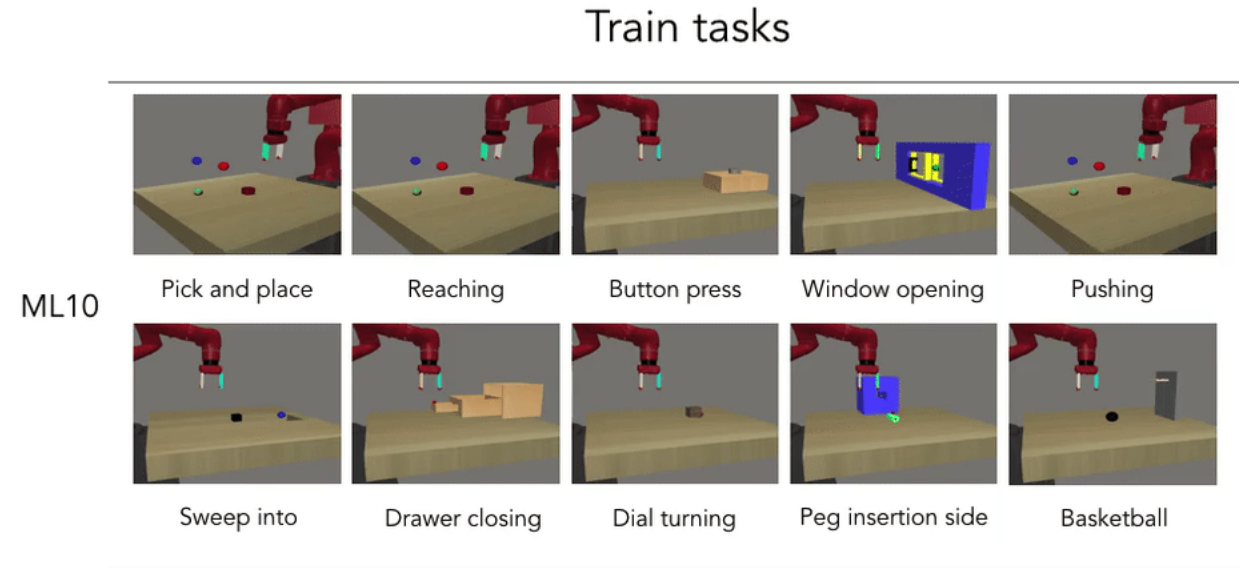 Train tasks
Pick and place
Reaching
Button press
Window opening
Pushing
ML10
Sweep into
Drawer closing
Dial turning
Peg insertion side
Basketball